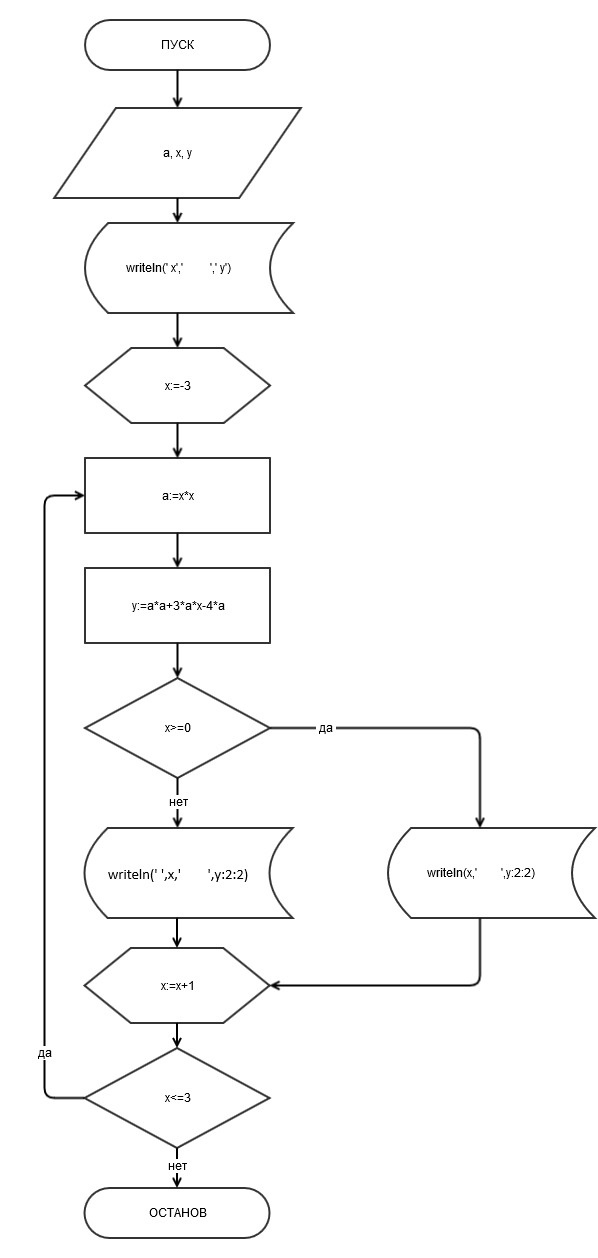 ПУСК
a, x, y
writeln(' x','        ',' y')
x:=-3
a:=x*x
y:=a*a+3*a*x-4*a
x>=0
да
нет
writeln(' ',x,'       ',y:2:2)
writeln(x,'       ',y:2:2)
x:=x+1
да
x<=3
нет
ОСТАНОВ